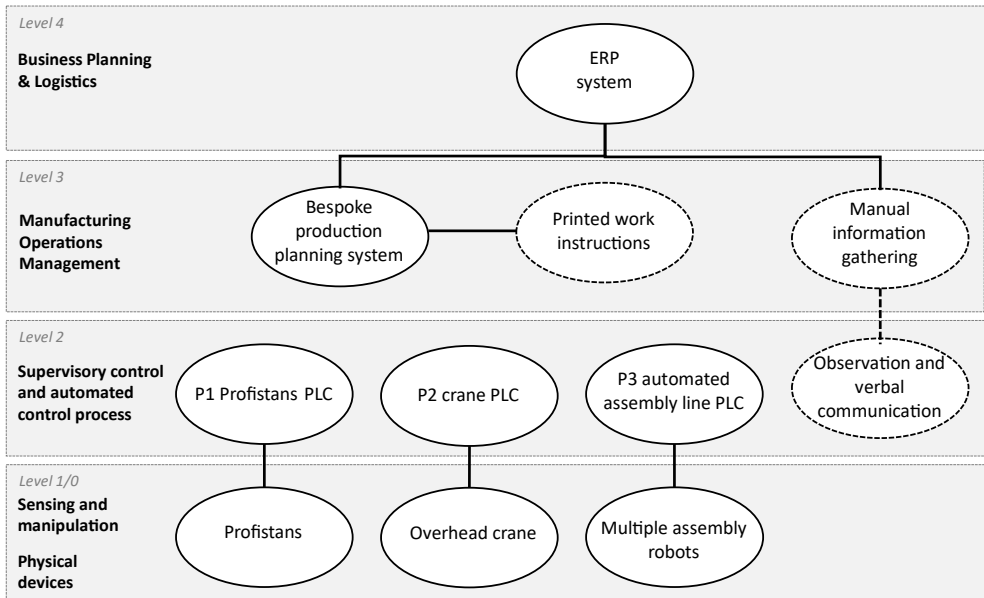 Level 4
Business Planning
& Logistics
ERP
system
Level 3
Manufacturing
Operations
Management
Bespoke
production
planning system
Printed work
instructions
Manual
information
gathering
Level 2
Supervisory control
and automated
control process
P1 Profistans PLC
P2 crane PLC
P3 automated
assembly line PLC
Observation and
verbal
communication
Level 1/0
Sensing and
manipulation
Physical
devices
Profistans
Overhead crane
Multiple assembly
robots